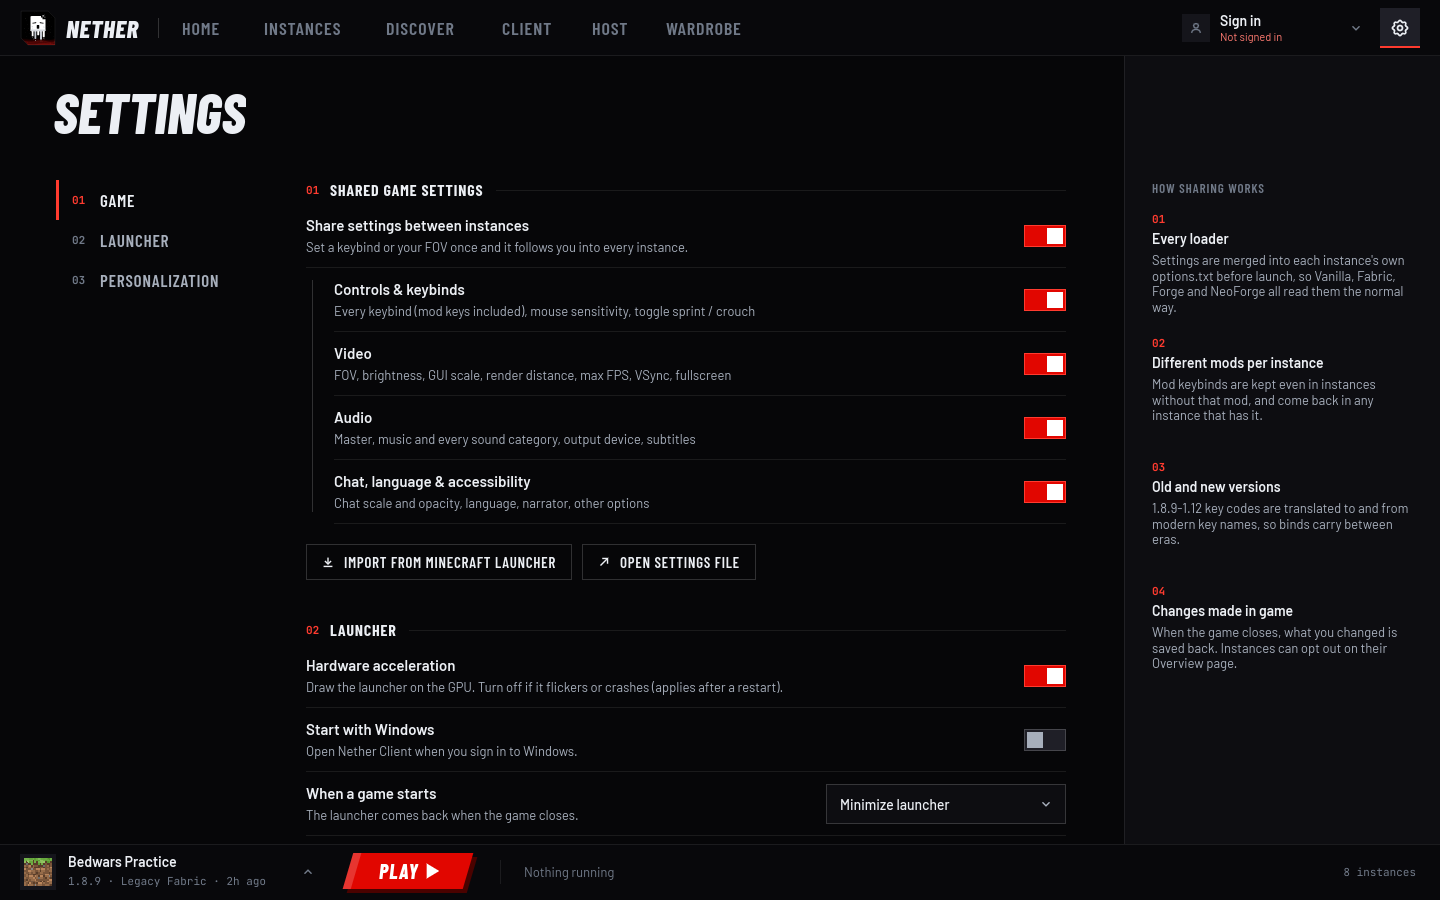 NETHER
HOME
INSTANCES
DISCOVER
CLIENT
HOST
WARDROBE
Sign in
Not signed in
SETTINGS
01 GAME
02 LAUNCHER
03 PERSONALIZATION
01 SHARED GAME SETTINGS
Share settings between instances
Set a keybind or your FOV once and it follows you into every instance.
Controls & keybinds
Every keybind (mod keys included), mouse sensitivity, toggle sprint / crouch
Video
FOV, brightness, GUI scale, render distance, max FPS, VSync, fullscreen
Audio
Master, music and every sound category, output device, subtitles
Chat, language & accessibility
Chat scale and opacity, language, narrator, other options
IMPORT FROM MINECRAFT LAUNCHER
OPEN SETTINGS FILE
02 LAUNCHER
Hardware acceleration
Draw the launcher on the GPU. Turn off if it flickers or crashes (applies after a restart).
Start with Windows
Open Nether Client when you sign in to Windows.
When a game starts
The launcher comes back when the game closes.
Minimize launcher
HOW SHARING WORKS
01
Every loader
Settings are merged into each instance's own
options.txt before launch, so Vanilla, Fabric,
Forge and NeoForge all read them the normal
way.
02
Different mods per instance
Mod keybinds are kept even in instances
without that mod, and come back in any
instance that has it.
03
Old and new versions
1.8.9-1.12 key codes are translated to and from
modern key names, so binds carry between
eras.
04
Changes made in game
When the game closes, what you changed is
saved back. Instances can opt out on their
Overview page.
Bedwars Practice
1.8.9 · Legacy Fabric · 2h ago
PLAY
Nothing running
8 instances